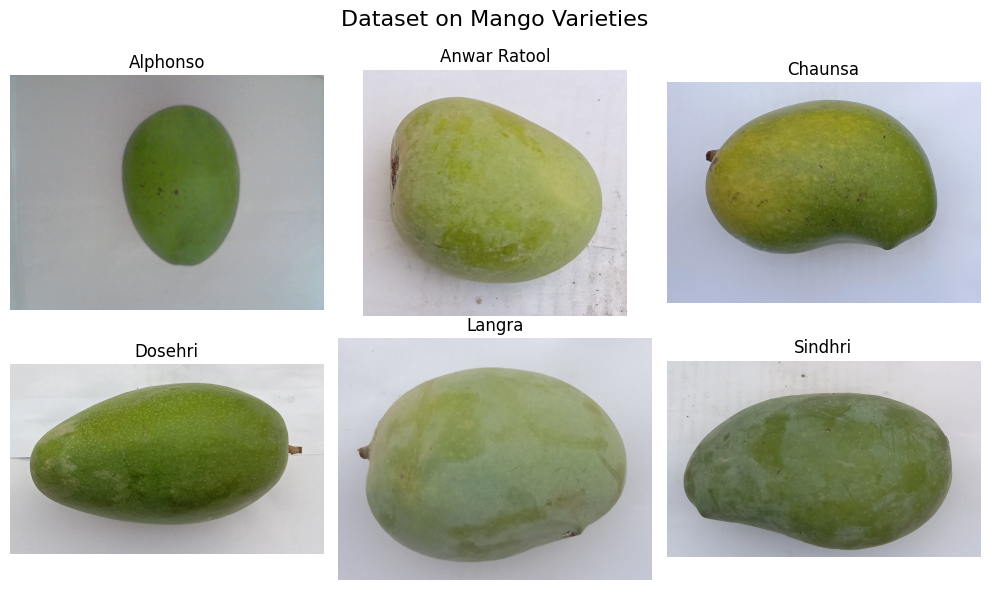 Dataset on Mango Varieties
Alphonso
Anwar Ratool
Chaunsa
Dosehri
Langra
Sindhri